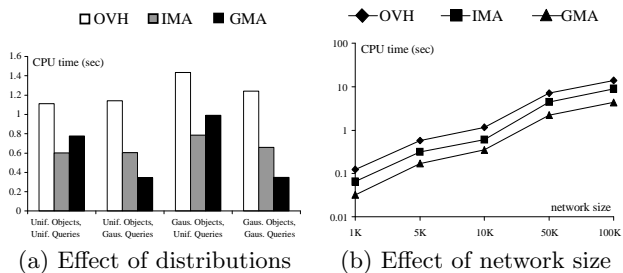 OVH IMA GMA
CPU time (sec)
1.6
1.4
1.2
1
0.8
0.6
0.4
0.2
0
Unif. Objects, Unif. Queries
Unif. Objects, Gaus. Queries
Gaus. Objects, Unif. Queries
Gaus. Objects, Gaus. Queries
(a) Effect of distributions
OVH IMA GMA
CPU time (sec)
100
10
1
0.1
0.01
network size
1K 5K 10K 50K 100K
(b) Effect of network size